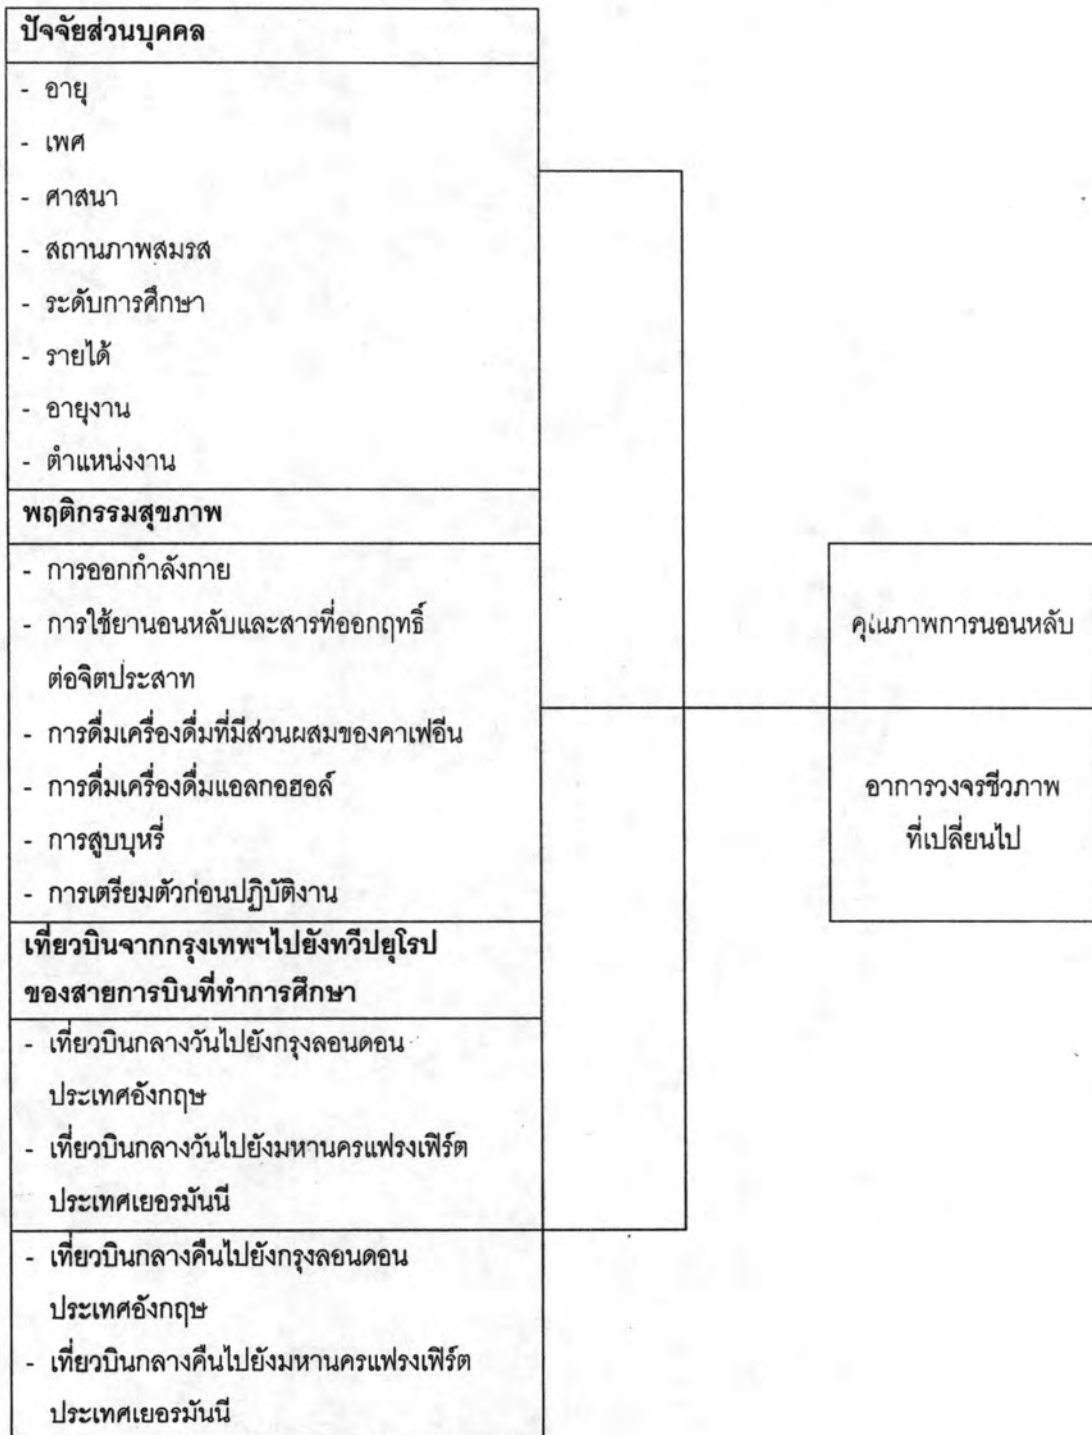 ปัจจัยส่วนบุคคล
- อายุ
- เพศ
- ศาสนา
- สถานภาพสมรส
- ระดับการศึกษา
- รายได้
- อายุงาน
- ตำแหน่งงาน
พฤติกรรมสุขภาพ
- การออกกำลังกาย
- การใช้ยานอนหลับและสารที่ออกฤทธิ์
ต่อจิตประสาท
- การดื่มเครื่องดื่มที่มีส่วนผสมของคาเฟอีน
- การดื่มเครื่องดื่มแอลกอฮอล์
- การสูบบุหรี่
- การเตรียมตัวก่อนปฏิบัติงาน
เที่ยวบินจากกรุงเทพฯไปยังทวีปยุโรป
ของสายการบินที่ทำการศึกษา
- เที่ยวบินกลางวันไปยังกรุงลอนดอน
ประเทศอังกฤษ
- เที่ยวบินกลางวันไปยังมหานครแฟรงเฟิร์ต
ประเทศเยอรมันนี
- เที่ยวบินกลางคืนไปยังกรุงลอนดอน
ประเทศอังกฤษ
- เที่ยวบินกลางคืนไปยังมหานครแฟรงเฟิร์ต
ประเทศเยอรมันนี
คุณภาพการนอนหลับ
อาการวงจรชีวภาพ
ที่เปลี่ยนไป